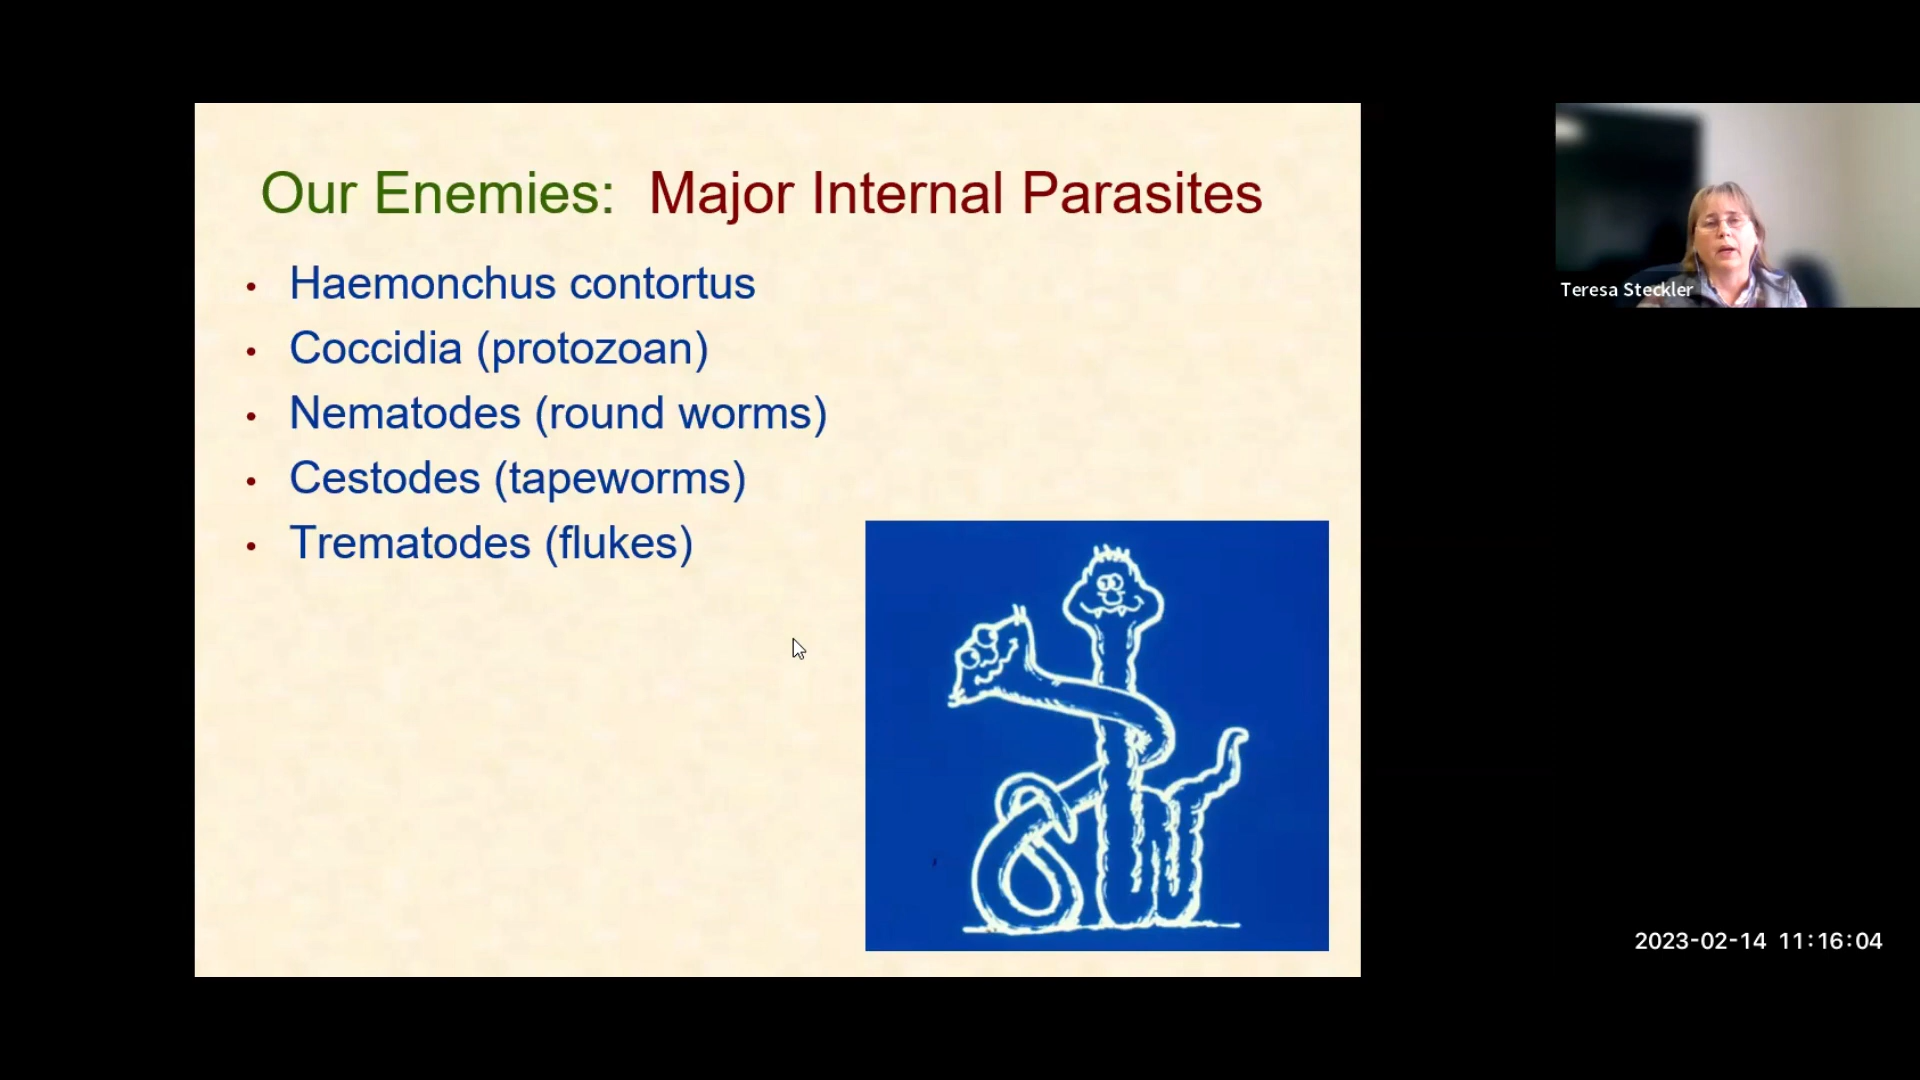 Our Enemies: Major Internal Parasites
• Haemonchus contortus
• Coccidia (protozoan)
• Nematodes (round worms)
• Cestodes (tapeworms)
• Trematodes (flukes)
Teresa Steckler
2023-02-14 11:16:04